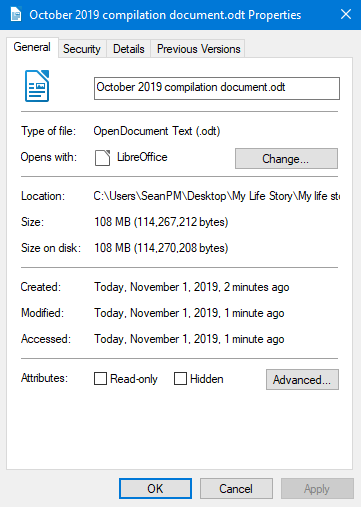 October 2019 compilation document.odt Properties
General Security Details Previous Versions
October 2019 compilation document.odt
Type of file: OpenDocument Text (.odt)
Opens with: LibreOffice Change...
Location: C:\Users\SeanPM\Desktop\My Life Story\My life sto
Size: 108 MB (114,267,212 bytes)
Size on disk: 108 MB (114,270,208 bytes)
Created: Today, November 1, 2019, 2 minutes ago
Modified: Today, November 1, 2019, 1 minute ago
Accessed: Today, November 1, 2019, 1 minute ago
Attributes: Read-only Hidden Advanced...
OK Cancel Apply